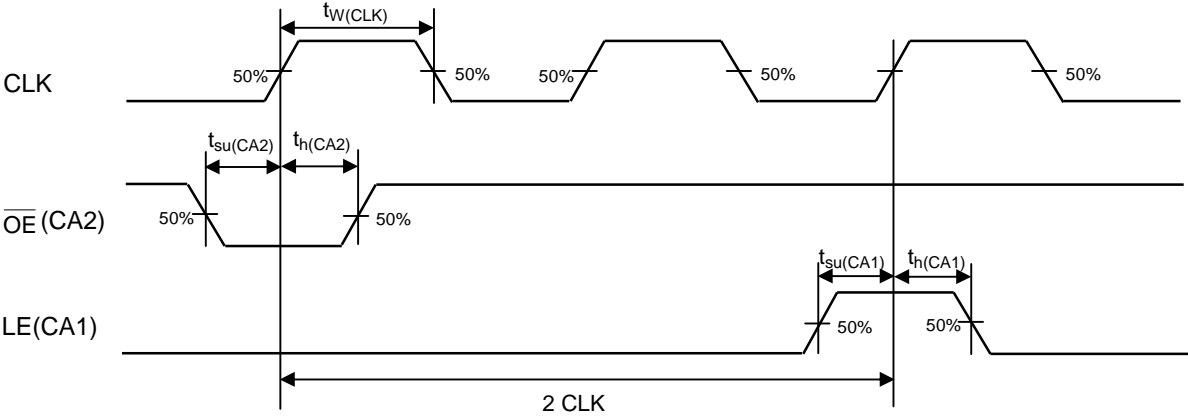 tW(CLK)
50% 50% 50% 50% 50%
CLK
tsu(CA2) th(CA2)
50% 50%
OE (CA2)
tsu(CA1) th(CA1)
50% 50%
LE(CA1)
2 CLK